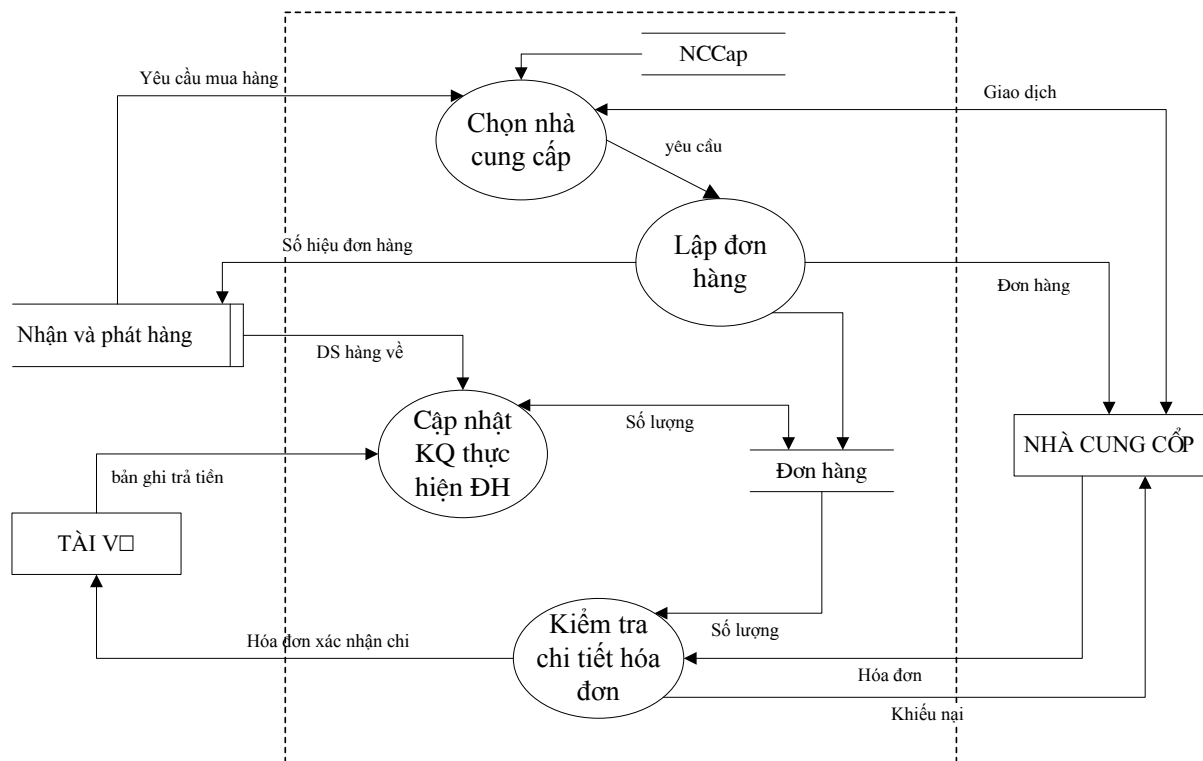 NCCap
Yêu cầu mua hàng
Giao dịch
Chọn nhà
cung cấp
yêu cầu
Số hiệu đơn hàng
Lập đơn
hàng
Đơn hàng
Nhận và phát hàng
DS hàng về
Cập nhật
KQ thực
hiện ĐH
Số lượng
NHÀ CUNG CỔP
bản ghi trả tiền
Đơn hàng
TÀI V□
Kiểm tra
chi tiết hóa
đơn
Số lượng
Hóa đơn xác nhận chi
Hóa đơn
Khiếu nại